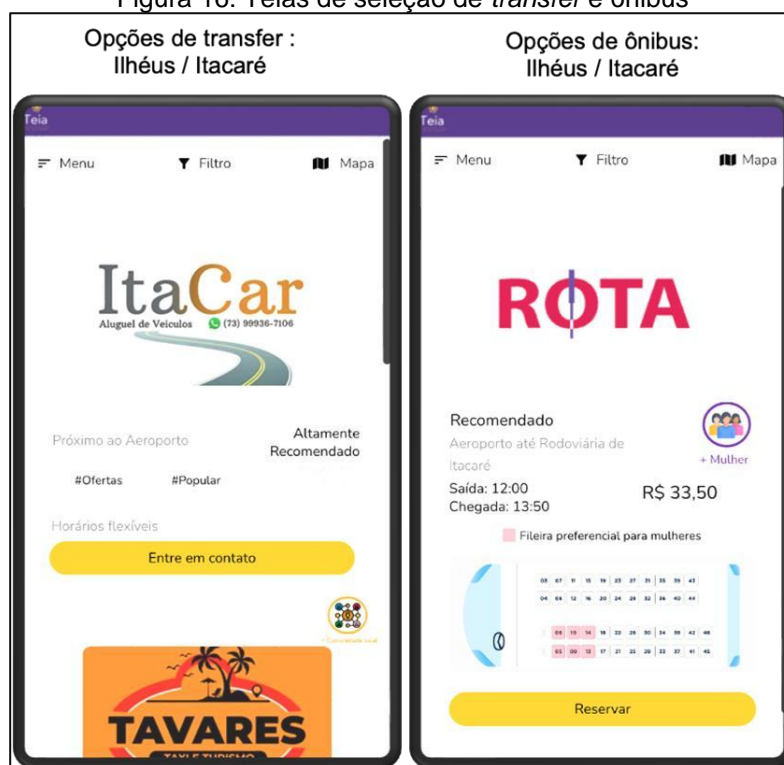 Figura 16: Telas de seleção de transfer e ônibus
Opções de transfer :
Ilhéus / Itacaré
Teia
Menu
Filtro
Mapa
ItaCar
Aluguel de Veículos (73) 99936-7106
Próximo ao Aeroporto
Altamente
Recomendado
#Ofertas #Popular
Horários flexíveis
Entre em contato
TAVARES
Opções de ônibus:
Ilhéus / Itacaré
Teia
Menu
Filtro
Mapa
ROTA
Recomendado
Aeroporto até Rodoviária de
Itacaré
+ Mulher
Saída: 12:00
Chegada: 13:50
R$ 33,50
Fileira preferencial para mulheres
Reservar